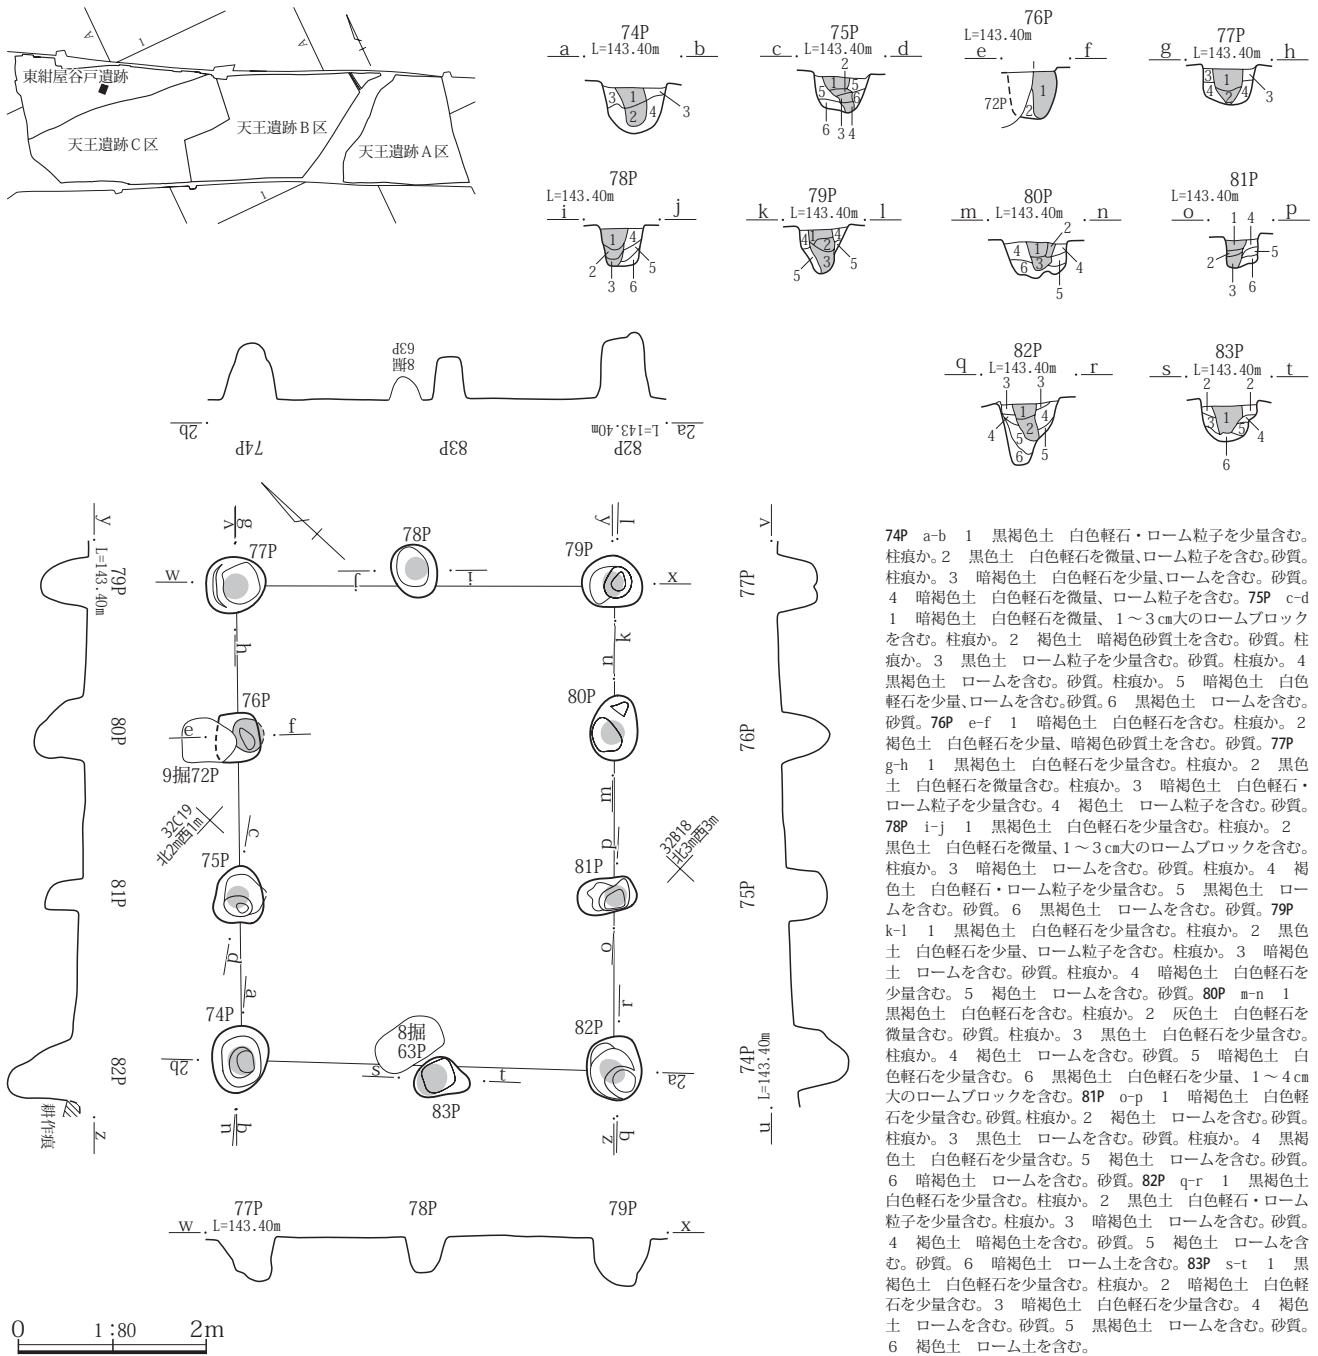 東紺屋谷戸遺跡
天王遺跡C区
天王遺跡B区
天王遺跡A区
74P
L=143.40m
a b
1 2 3 4 3
75P
L=143.40m
c d
2
1 5
5 6
6 3 4
76P
L=143.40m
e f
1
72P 2
77P
L=143.40m
g h
3 1
4 2 4 3
78P
L=143.40m
i j
1 4
2 5
3 6
79P
L=143.40m
k l
4 1 4
2
5 3 5
80P
L=143.40m
m n
2
4 1
6 3 4
5
81P
L=143.40m
o p
1 4
2 5
3 6
82P
L=143.40m
q r
3 3
1 4
4 2
5 5
6
83P
L=143.40m
s t
2 2
1
3 5 4
6
8掘
63P
2b 2a
L=143.40m
74P 83P 82P
y
L=143.40m
79P
80P
81P
82P
耕作痕
z
g v
77P
w
h
78P
j i
y l
79P
x
k
n
76P
e f
9掘72P
80P
m
32C19
北2m西1m
c
75P
d
a
p
81P
o
32B18
北3m西3m
r
74P
2b
8掘
63P
s t
83P
82P
2a
b u
q z
v
77P
76P
75P
74P
L=143.40m
u
77P 78P 79P
w L=143.40m x
0 1:80 2m
74P a-b 1 黒褐色土 白色軽石・ローム粒子を少量含む。
柱痕か。2 黒色土 白色軽石を微量、ローム粒子を含む。砂質。
柱痕か。3 暗褐色土 白色軽石を少量、ロームを含む。砂質。
4 暗褐色土 白色軽石を微量、ローム粒子を含む。75P c-d
1 暗褐色土 白色軽石を微量、1～3㎝大のロームブロック
を含む。柱痕か。2 褐色土 暗褐色砂質土を含む。砂質。柱
痕か。3 黒色土 ローム粒子を少量含む。砂質。柱痕か。4
黒褐色土 ロームを含む。砂質。柱痕か。5 暗褐色土 白色
軽石を少量、ロームを含む。砂質。6 黒褐色土 ロームを含む。
砂質。76P e-f 1 暗褐色土 白色軽石を含む。柱痕か。2
褐色土 白色軽石を少量、暗褐色砂質土を含む。砂質。77P
g-h 1 黒褐色土 白色軽石を少量含む。柱痕か。2 黒色
土 白色軽石を微量含む。柱痕か。3 暗褐色土 白色軽石・
ローム粒子を少量含む。4 褐色土 ローム粒子を含む。砂質。
78P i-j 1 黒褐色土 白色軽石を少量含む。柱痕か。2
黒色土 白色軽石を微量、1～3㎝大のロームブロックを含む。
柱痕か。3 暗褐色土 ロームを含む。砂質。柱痕か。4 褐
色土 白色軽石・ローム粒子を少量含む。5 黒褐色土 ロー
ムを含む。砂質。6 黒褐色土 ロームを含む。砂質。79P
k-l 1 黒褐色土 白色軽石を少量含む。柱痕か。2 黒色
土 白色軽石を少量、ローム粒子を含む。柱痕か。3 暗褐色
土 ロームを含む。砂質。柱痕か。4 暗褐色土 白色軽石を
少量含む。5 褐色土 ロームを含む。砂質。80P m-n 1
黒褐色土 白色軽石を含む。柱痕か。2 灰色土 白色軽石を
微量含む。砂質。柱痕か。3 黒色土 白色軽石を少量含む。
柱痕か。4 褐色土 ロームを含む。砂質。5 暗褐色土 白
色軽石を少量含む。6 黒褐色土 白色軽石を少量、1～4㎝
大のロームブロックを含む。81P o-p 1 暗褐色土 白色軽
石を少量含む。砂質。柱痕か。2 褐色土 ロームを含む。砂質。
柱痕か。3 黒色土 ロームを含む。砂質。柱痕か。4 黒褐
色土 白色軽石を少量含む。5 褐色土 ロームを含む。砂質。
6 暗褐色土 ロームを含む。砂質。82P q-r 1 黒褐色土
白色軽石を少量含む。柱痕か。2 黒色土 白色軽石・ローム
粒子を少量含む。柱痕か。3 暗褐色土 ロームを含む。砂質。
4 褐色土 暗褐色土を含む。砂質。5 褐色土 ロームを含
む。砂質。6 暗褐色土 ローム土を含む。83P s-t 1 黒
褐色土 白色軽石を少量含む。柱痕か。2 暗褐色土 白色軽
石を少量含む。3 暗褐色土 白色軽石を少量含む。4 褐色
土 ロームを含む。砂質。5 黒褐色土 ロームを含む。砂質。
6 褐色土 ローム土を含む。